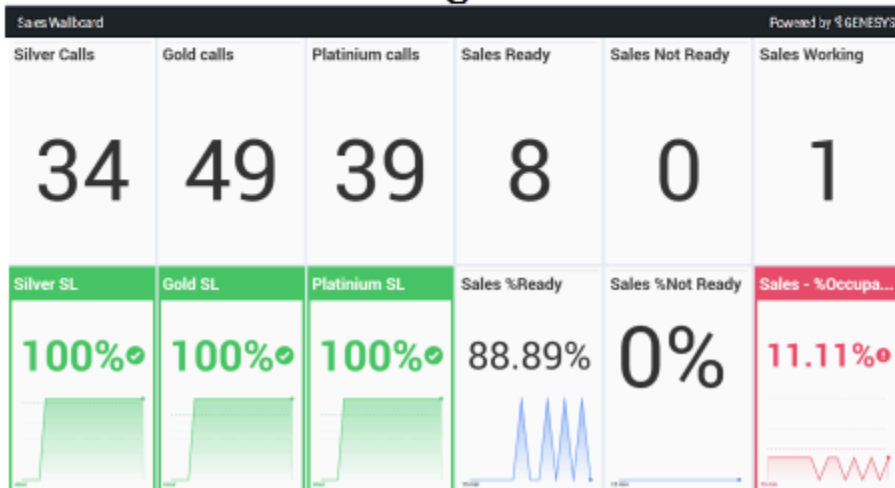 Sales Wallboard
Powered by GENESYS
Silver Calls
Gold calls
Platinium calls
Sales Ready
Sales Not Ready
Sales Working
34
49
39
8
0
1
Silver SL
Gold SL
Platinium SL
Sales %Ready
Sales %Not Ready
Sales - %Occupa...
100%
100%
100%
88.89%
0%
11.11%